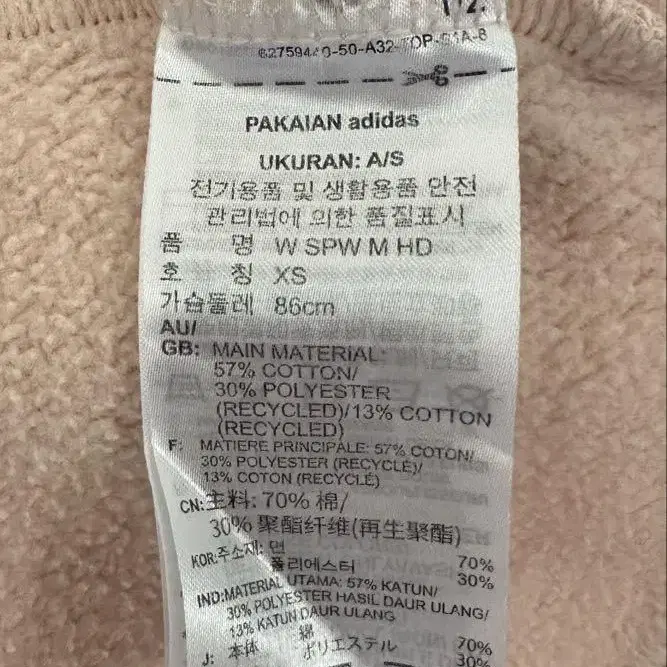 PAKAIAN adidas
UKURAN: A/S
전기용품 및 생활용품 안전
관리법에 의한 품질표시
품 명 W SPW M HD
호 칭 XS
가슴둘레 86cm
AU/
GB: MAIN MATERIAL:
57% COTTON/
30% POLYESTER
(RECYCLED)/13% COTTON
(RECYCLED)
F: MATIERE PRINCIPALE: 57% COTON/
30% POLYESTER (RECYCLÉ)/
13% COTON (RECYCLÉ)
CN:主料: 70% 棉/
30% 聚酯纤维(再生聚酯)
KOR:주소재: 면 70%
폴리에스터 30%
IND:MATERIAL UTAMA: 57% KATUN/
30% POLYESTER HASIL DAUR ULANG/
13% KATUN DAUR ULANG
J: 本体 綿 70%
ポリエステル 30%